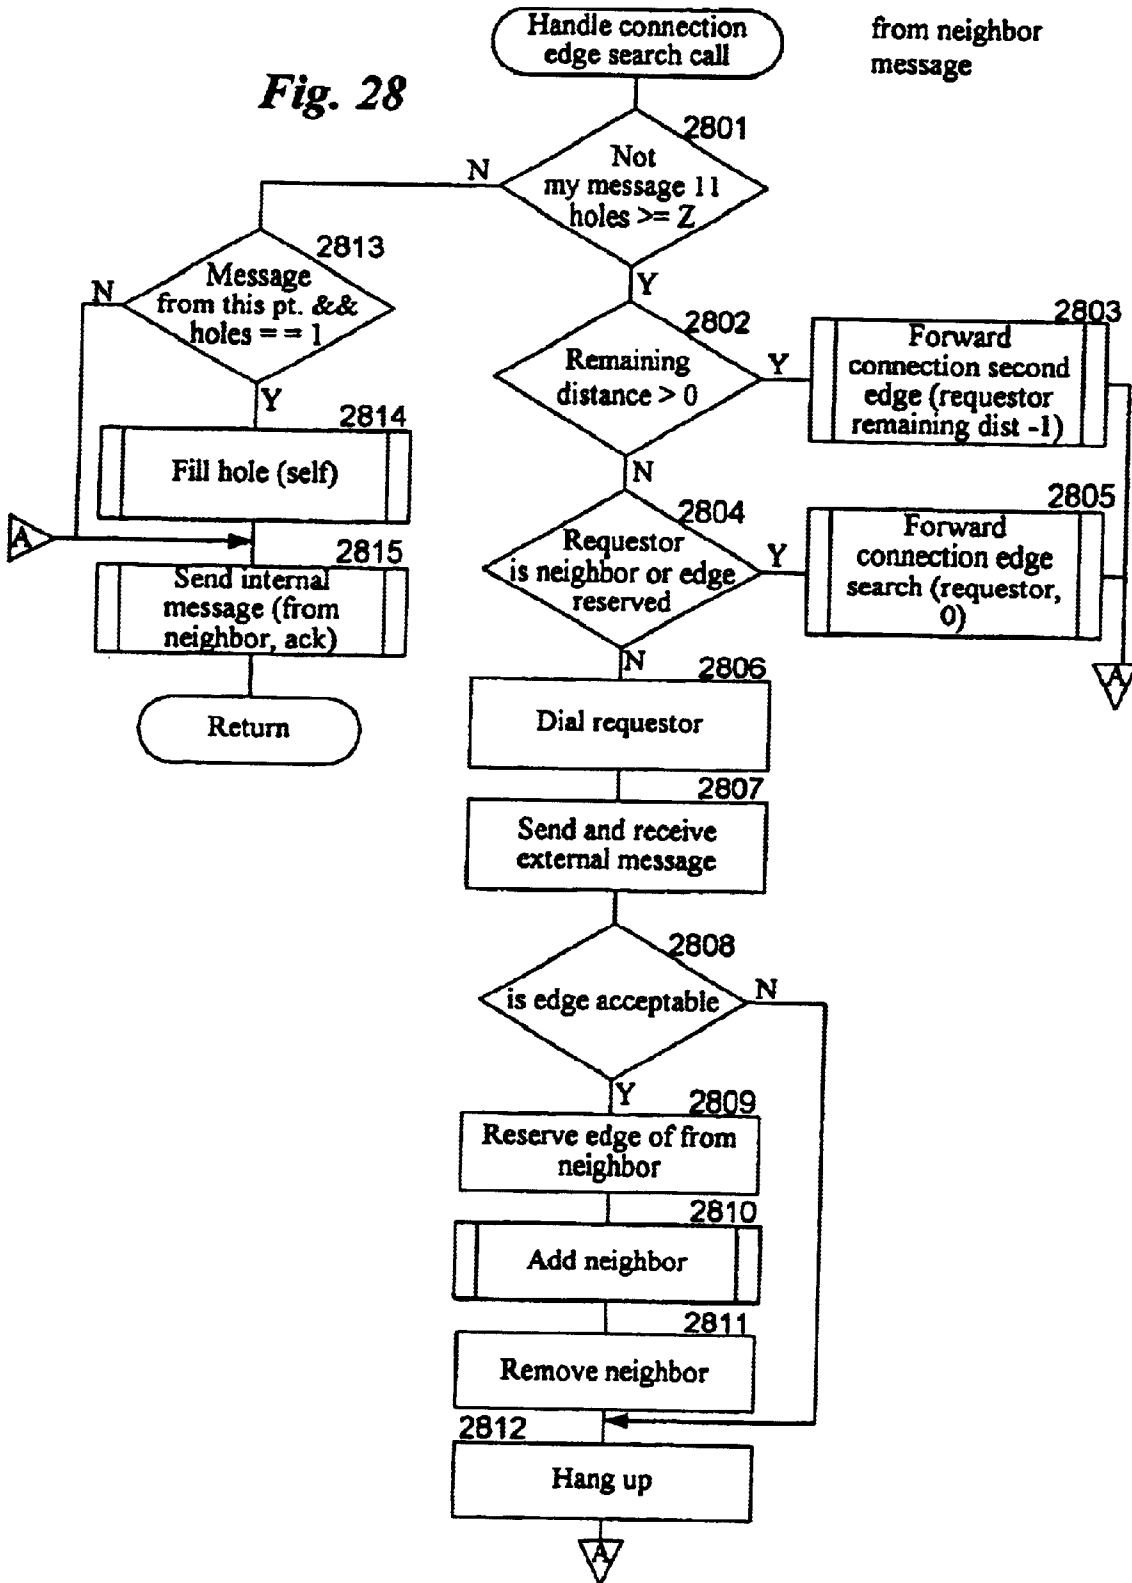 Handle connection
edge search call
from neighbor
message
Fig. 28
2801
Not
my message 11
holes >= Z
N
Y
2813
Message
from this pt. &&
holes = = 1
N
Y
2802
Remaining
distance > 0
Y
N
2803
Forward
connection second
edge (requestor
remaining dist -1)
2814
Fill hole (self)
A
2815
Send internal
message (from
neighbor, ack)
Return
2804
Requestor
is neighbor or edge
reserved
Y
N
2805
Forward
connection edge
search (requestor,
0)
A
2806
Dial requestor
2807
Send and receive
external message
2808
is edge acceptable
N
Y
2809
Reserve edge of from
neighbor
2810
Add neighbor
2811
Remove neighbor
2812
Hang up
A